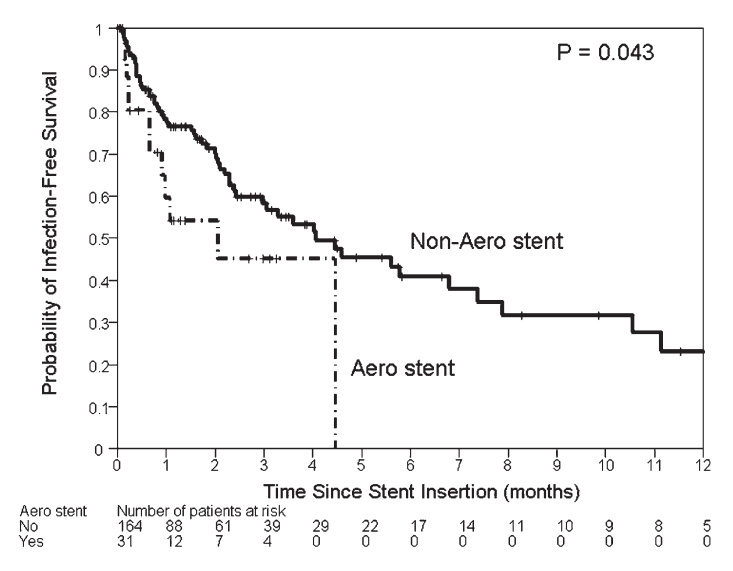 P = 0.043
Probability of Infection-Free Survival
1
0.9
0.8
0.7
0.6
0.5
0.4
0.3
0.2
0.1
0
Non-Aero stent
Aero stent
0 1 2 3 4 5 6 7 8 9 10 11 12
Time Since Stent Insertion (months)
Aero stent Number of patients at risk
No 164 88 61 39 29 22 17 14 11 10 9 8 5
Yes 31 12 7 4 0 0 0 0 0 0 0 0 0